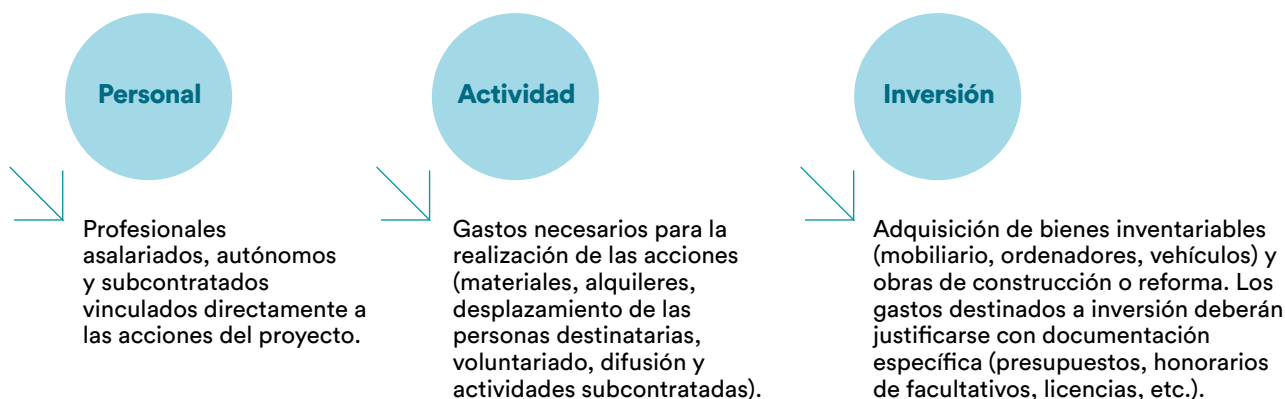 Personal
Profesionales
asalariados, autónomos
y subcontratados
vinculados directamente a
las acciones del proyecto.
Actividad
Gastos necesarios para la
realización de las acciones
(materiales, alquileres,
desplazamiento de las
personas destinatarias,
voluntariado, difusión y
actividades subcontratadas).
Inversión
Adquisición de bienes inventariables
(mobiliario, ordenadores, vehículos) y
obras de construcción o reforma. Los
gastos destinados a inversión deberán
justificarse con documentación
específica (presupuestos, honorarios
de facultativos, licencias, etc.).